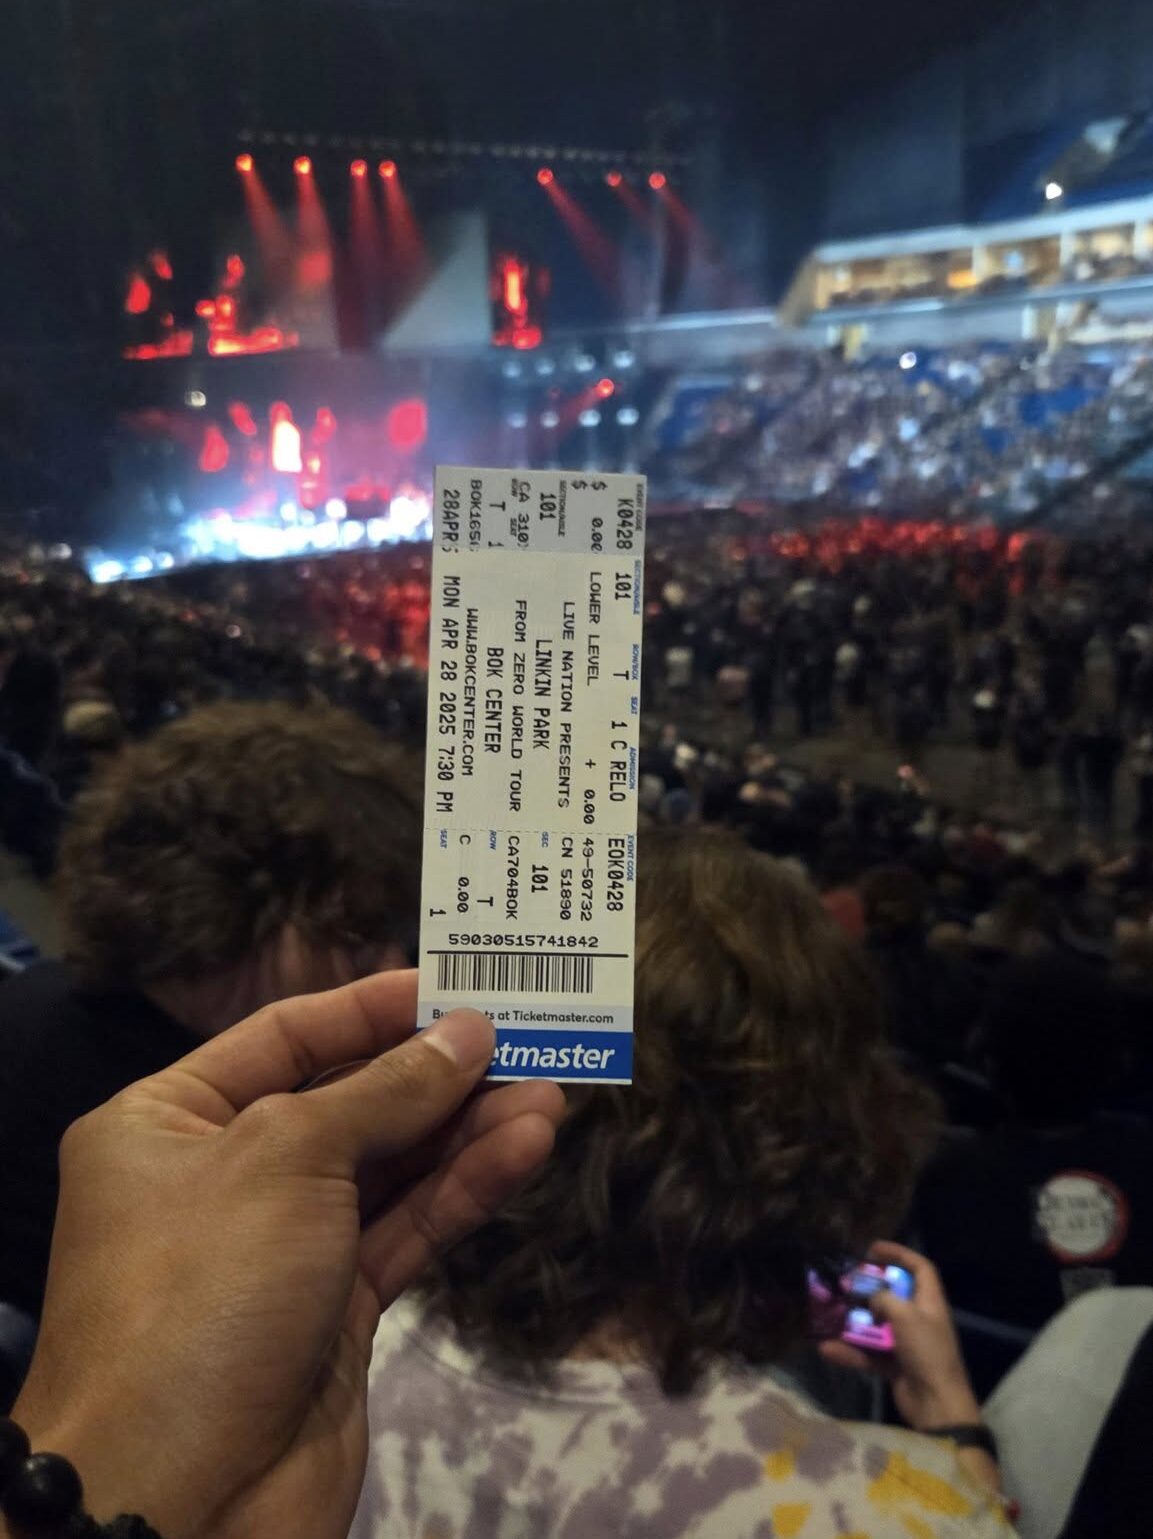 EVENT CODE
K0428
$ 0.00
$
SECTION/AISLE
101
CA 310
ROW SEAT
T 1
BOK165
28APR
SECTION/AISLE ROW/BOX SEAT ADMISSION
101 T 1 C RELO
LOWER LEVEL + 0.00
LIVE NATION PRESENTS
LINKIN PARK
FROM ZERO WORLD TOUR
BOK CENTER
WWW.BOKCENTER.COM
MON APR 28 2025 7:30 PM
EVENT CODE
EOK0428
49-50732
CN 51890
SEC
101
CA704BOK
ROW
T
C 0.00
SEAT
1
59030515741842
at Ticketmaster.com
etmaster